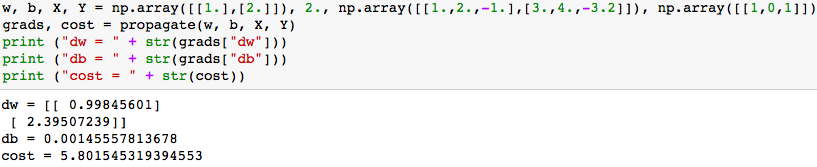 w, b, X, Y = np.array([[1.],[2.]]), 2., np.array([[1.,2.,-1.],[3.,4.,-3.2]]), np.array([[1,0,1]])
grads, cost = propagate(w, b, X, Y)
print ("dw = " + str(grads["dw"]))
print ("db = " + str(grads["db"]))
print ("cost = " + str(cost))
dw = [[ 0.99845601]
 [ 2.39507239]]
db = 0.00145557813678
cost = 5.801545319394553